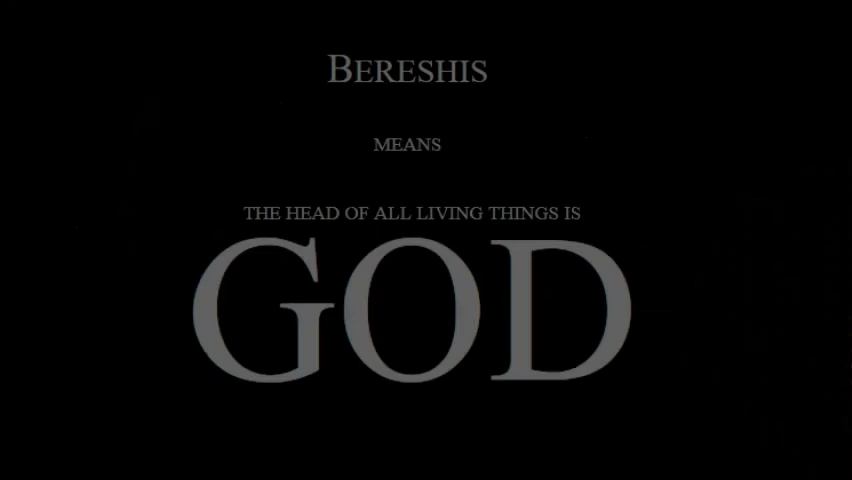 BERESHIS
MEANS
THE HEAD OF ALL LIVING THINGS IS
GOD